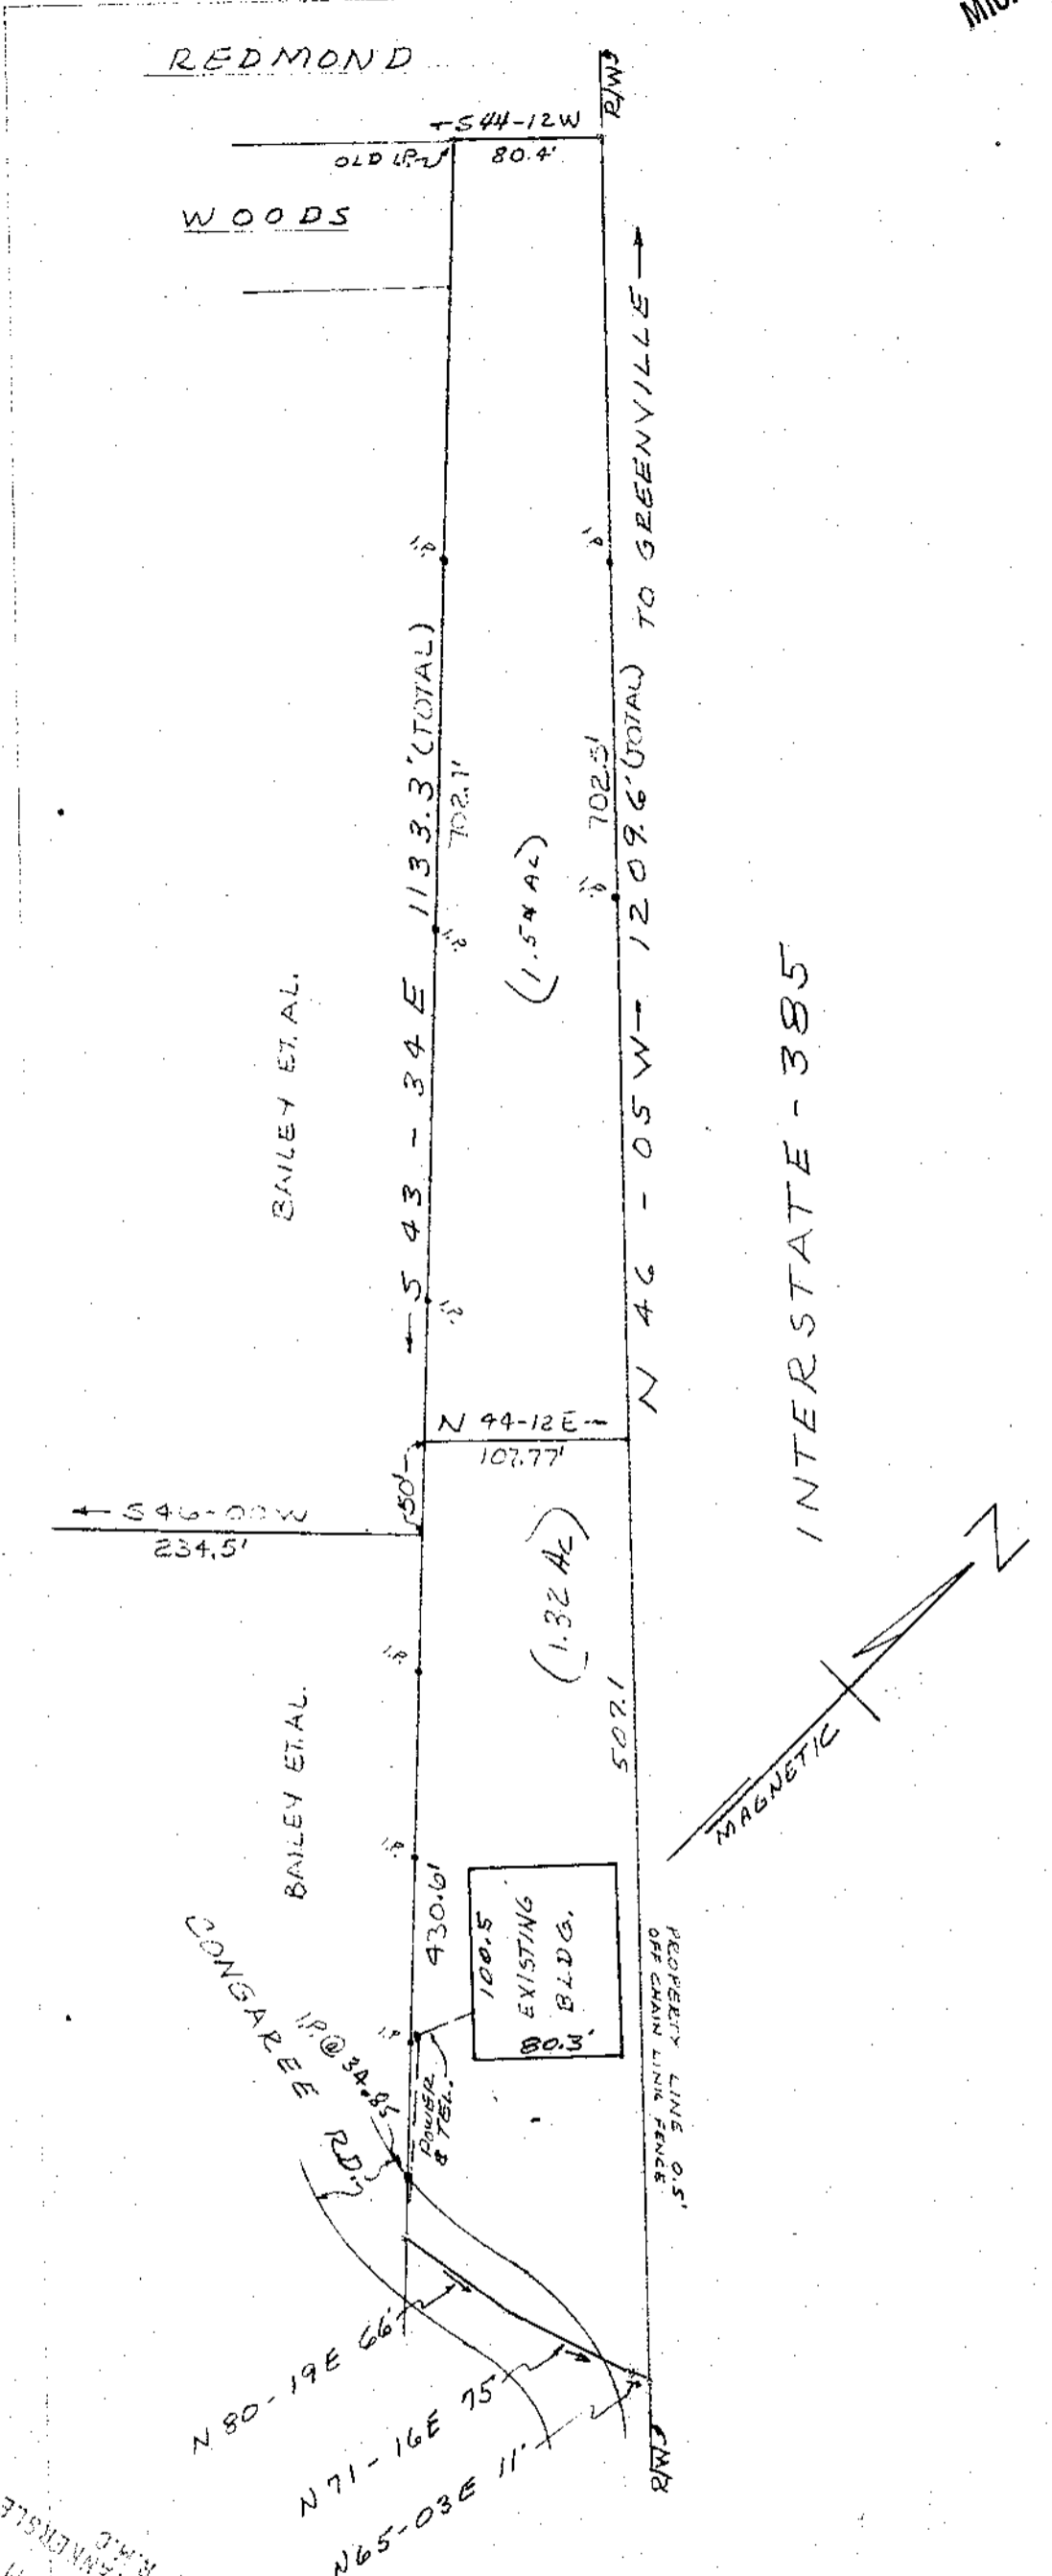 REDMOND
R/W
S44-12W
80.4'
OLD I.P.
WOODS
TO GREENVILLE
I.P.
S 43 - 34 E 1133.3' (TOTAL)
702.1'
702.5'
(1.54 AC)
N 46 - 05 W - 1209.6' (TOTAL)
I.P.
BAILEY ET. AL.
INTERSTATE - 385
I.P.
N 44-12E
107.77'
50'
S46-00W
234.5'
(1.32 Ac)
I.P.
507.1
BAILEY ET. AL.
MAGNETIC
I.P.
430.6'
100.5
EXISTING
BLDG.
80.3'
PROPERTY LINE 0.5'
OFF CHAIN LINK FENCE
CONGAREE RD.
I.P.
I.P. @ 34.89
POWER
& TEL.
N 80-19E 66'
N 71-16E 75
N65-03E 11'
R/W
R.M.C